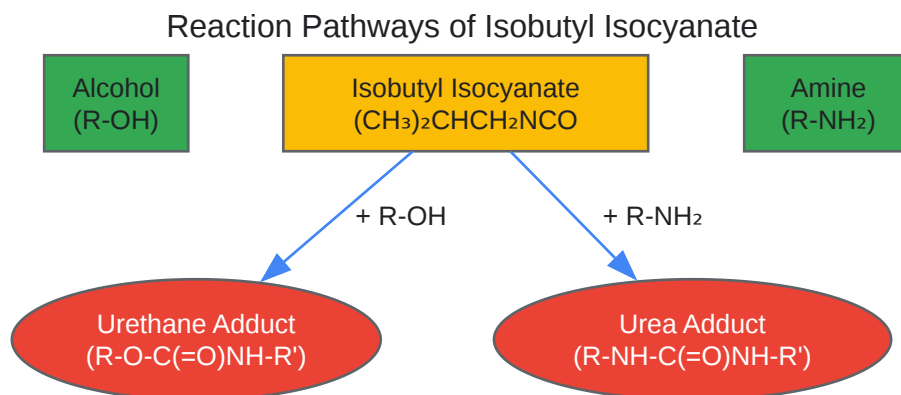 Reaction Pathways of Isobutyl Isocyanate
Alcohol
(R-OH)
Isobutyl Isocyanate
(CH₃)₂CHCH₂NCO
Amine
(R-NH₂)
+ R-OH
+ R-NH₂
Urethane Adduct
(R-O-C(=O)NH-R')
Urea Adduct
(R-NH-C(=O)NH-R')